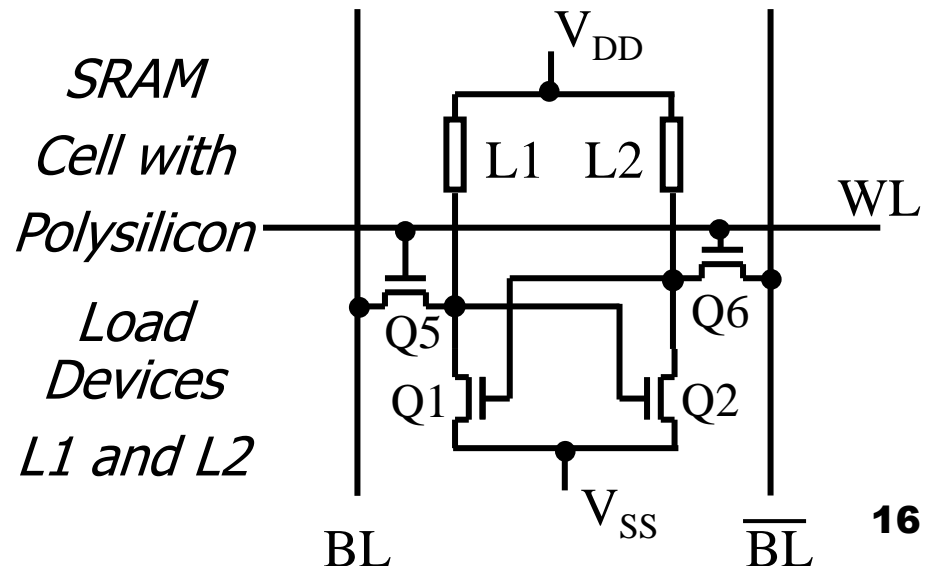 SRAM
Cell with
Polysilicon
Load
Devices
L1 and L2
V_DD
L1 L2
WL
Q5 Q6
Q1 Q2
V_SS
BL
B̅L̅
16